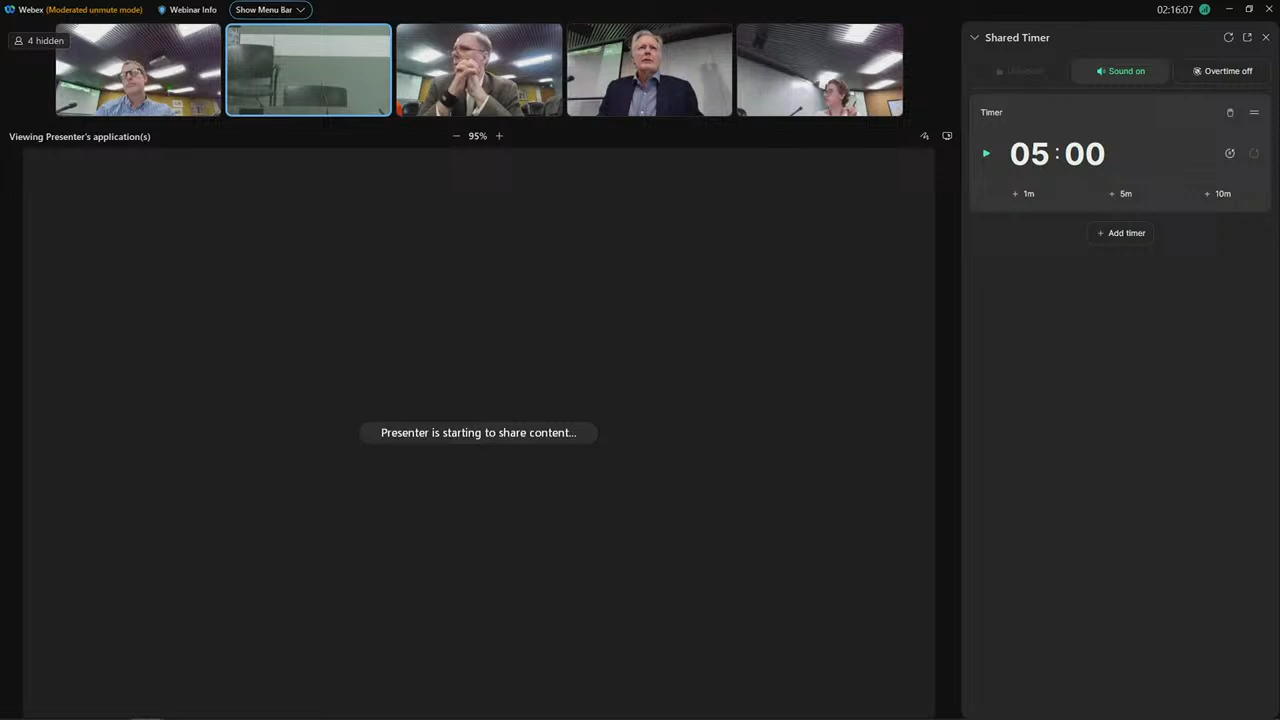 Webex (Moderated unmute mode) Webinar Info Show Menu Bar 02:16:07
4 hidden
Shared Timer
Sound on Overtime off
Viewing Presenter's application(s) 95%
Timer
05:00
+ 1m + 5m + 10m
+ Add timer
Presenter is starting to share content...